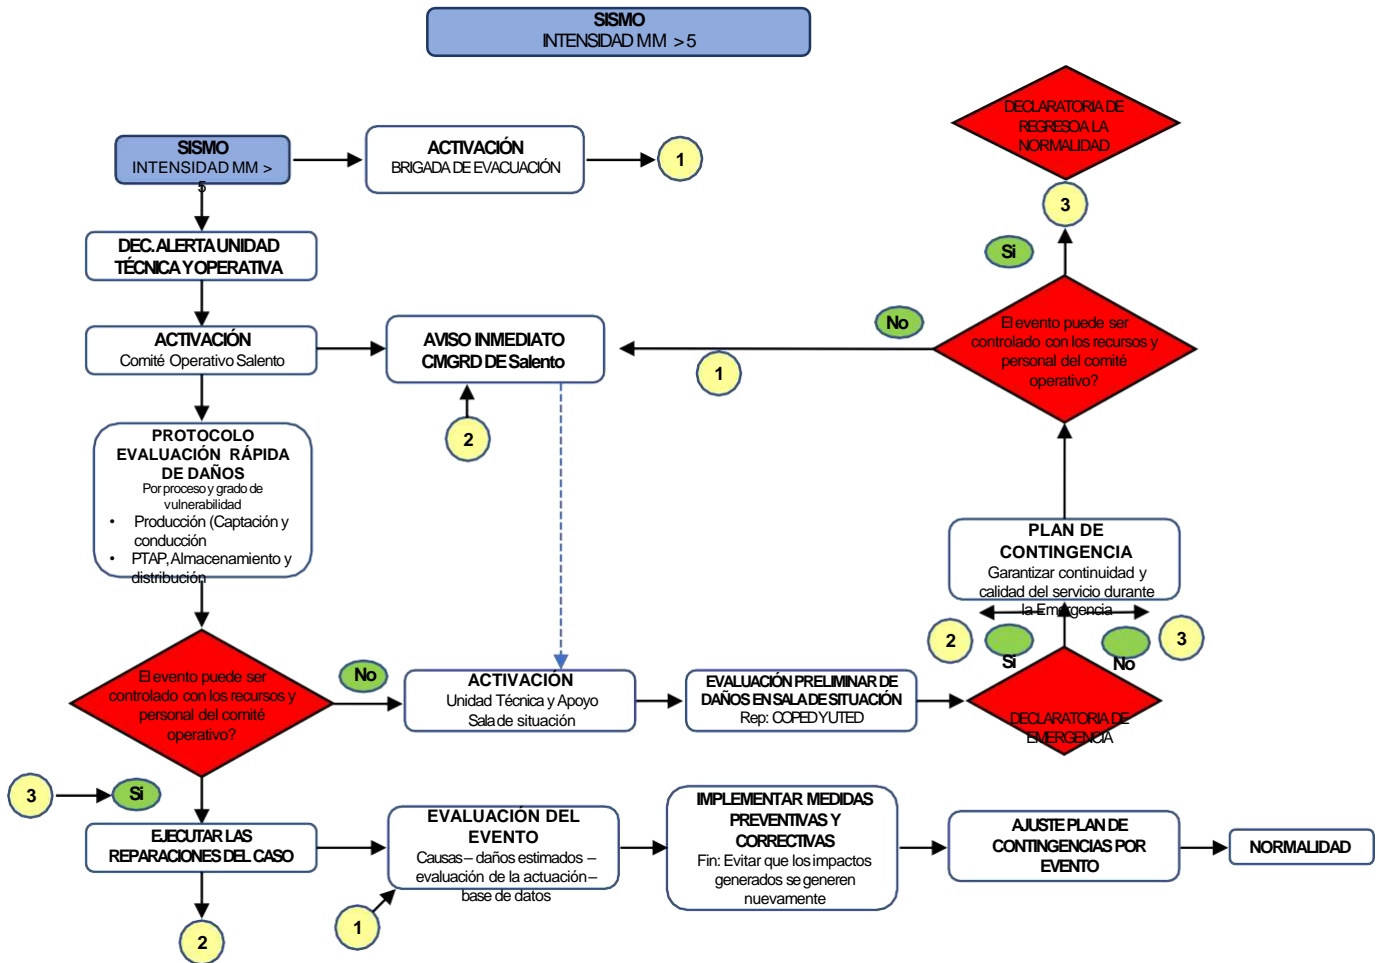 SISMO
INTENSIDAD MM > 5
DECLARATORIA DE
REGRESO A LA
NORMALIDAD
SISMO
INTENSIDAD MM >
5
ACTIVACIÓN
BRIGADA DE EVACUACIÓN
1
3
DEC. ALERTA UNIDAD
TÉCNICA Y OPERATIVA
Si
ACTIVACIÓN
Comité Operativo Salento
AVISO INMEDIATO
CMGRD DE Salento
No
1
El evento puede ser
controlado con los recursos y
personal del comité
operativo?
2
PROTOCOLO
EVALUACIÓN RÁPIDA
DE DAÑOS
Por proceso y grado de
vulnerabilidad
• Producción (Captación y
conducción
• PTAP, Almacenamiento y
distribución
PLAN DE
CONTINGENCIA
Garantizar continuidad y
calidad del servicio durante
la Emergencia
2
Si
No
3
El evento puede ser
controlado con los recursos y
personal del comité
operativo?
No
ACTIVACIÓN
Unidad Técnica y Apoyo
Sala de situación
EVALUACIÓN PRELIMINAR DE
DAÑOS EN SALA DE SITUACIÓN
Rep: COPED Y UTED
DECLARATORIA DE
EMERGENCIA
3
Si
EJECUTAR LAS
REPARACIONES DEL CASO
EVALUACIÓN DEL
EVENTO
Causas – daños estimados –
evaluación de la actuación –
base de datos
IMPLEMENTAR MEDIDAS
PREVENTIVAS Y
CORRECTIVAS
Fin: Evitar que los impactos
generados se generen
nuevamente
AJUSTE PLAN DE
CONTINGENCIAS POR
EVENTO
NORMALIDAD
1
2